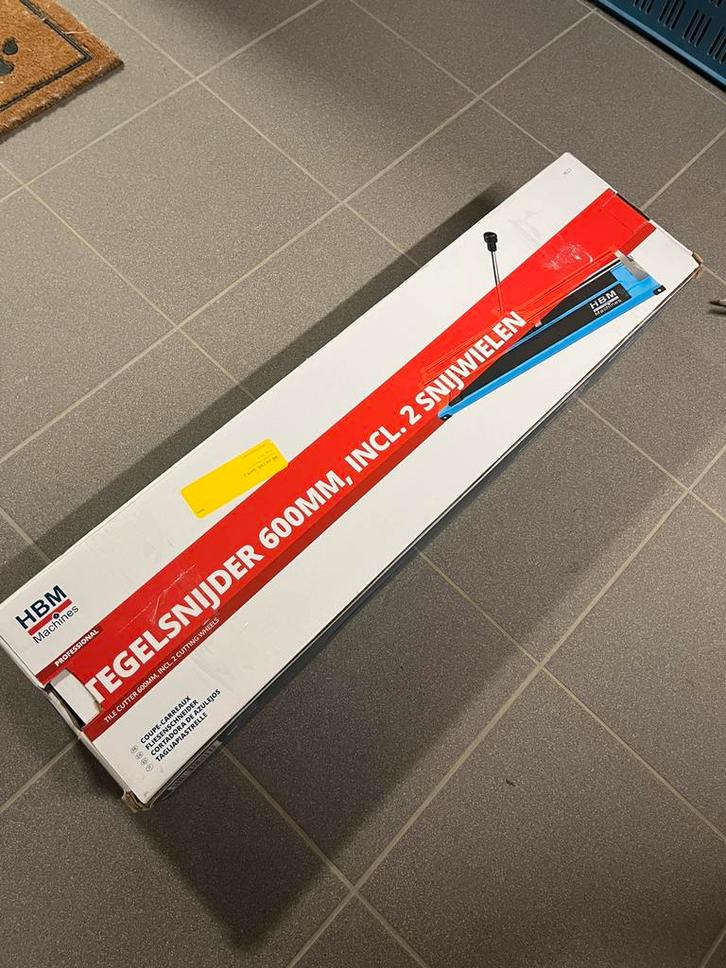 HBM
Machines
PROFESSIONAL
TEGELSNIJDER 600MM, INCL. 2 SNIJWIELEN
TILE CUTTER 600MM, INCL. 2 CUTTING WHEELS
COUPE-CARREAUX
FLIESENSCHNEIDER
CORTADORA DE AZULEJOS
TAGLIAPIASTRELLE
HBM
Machines